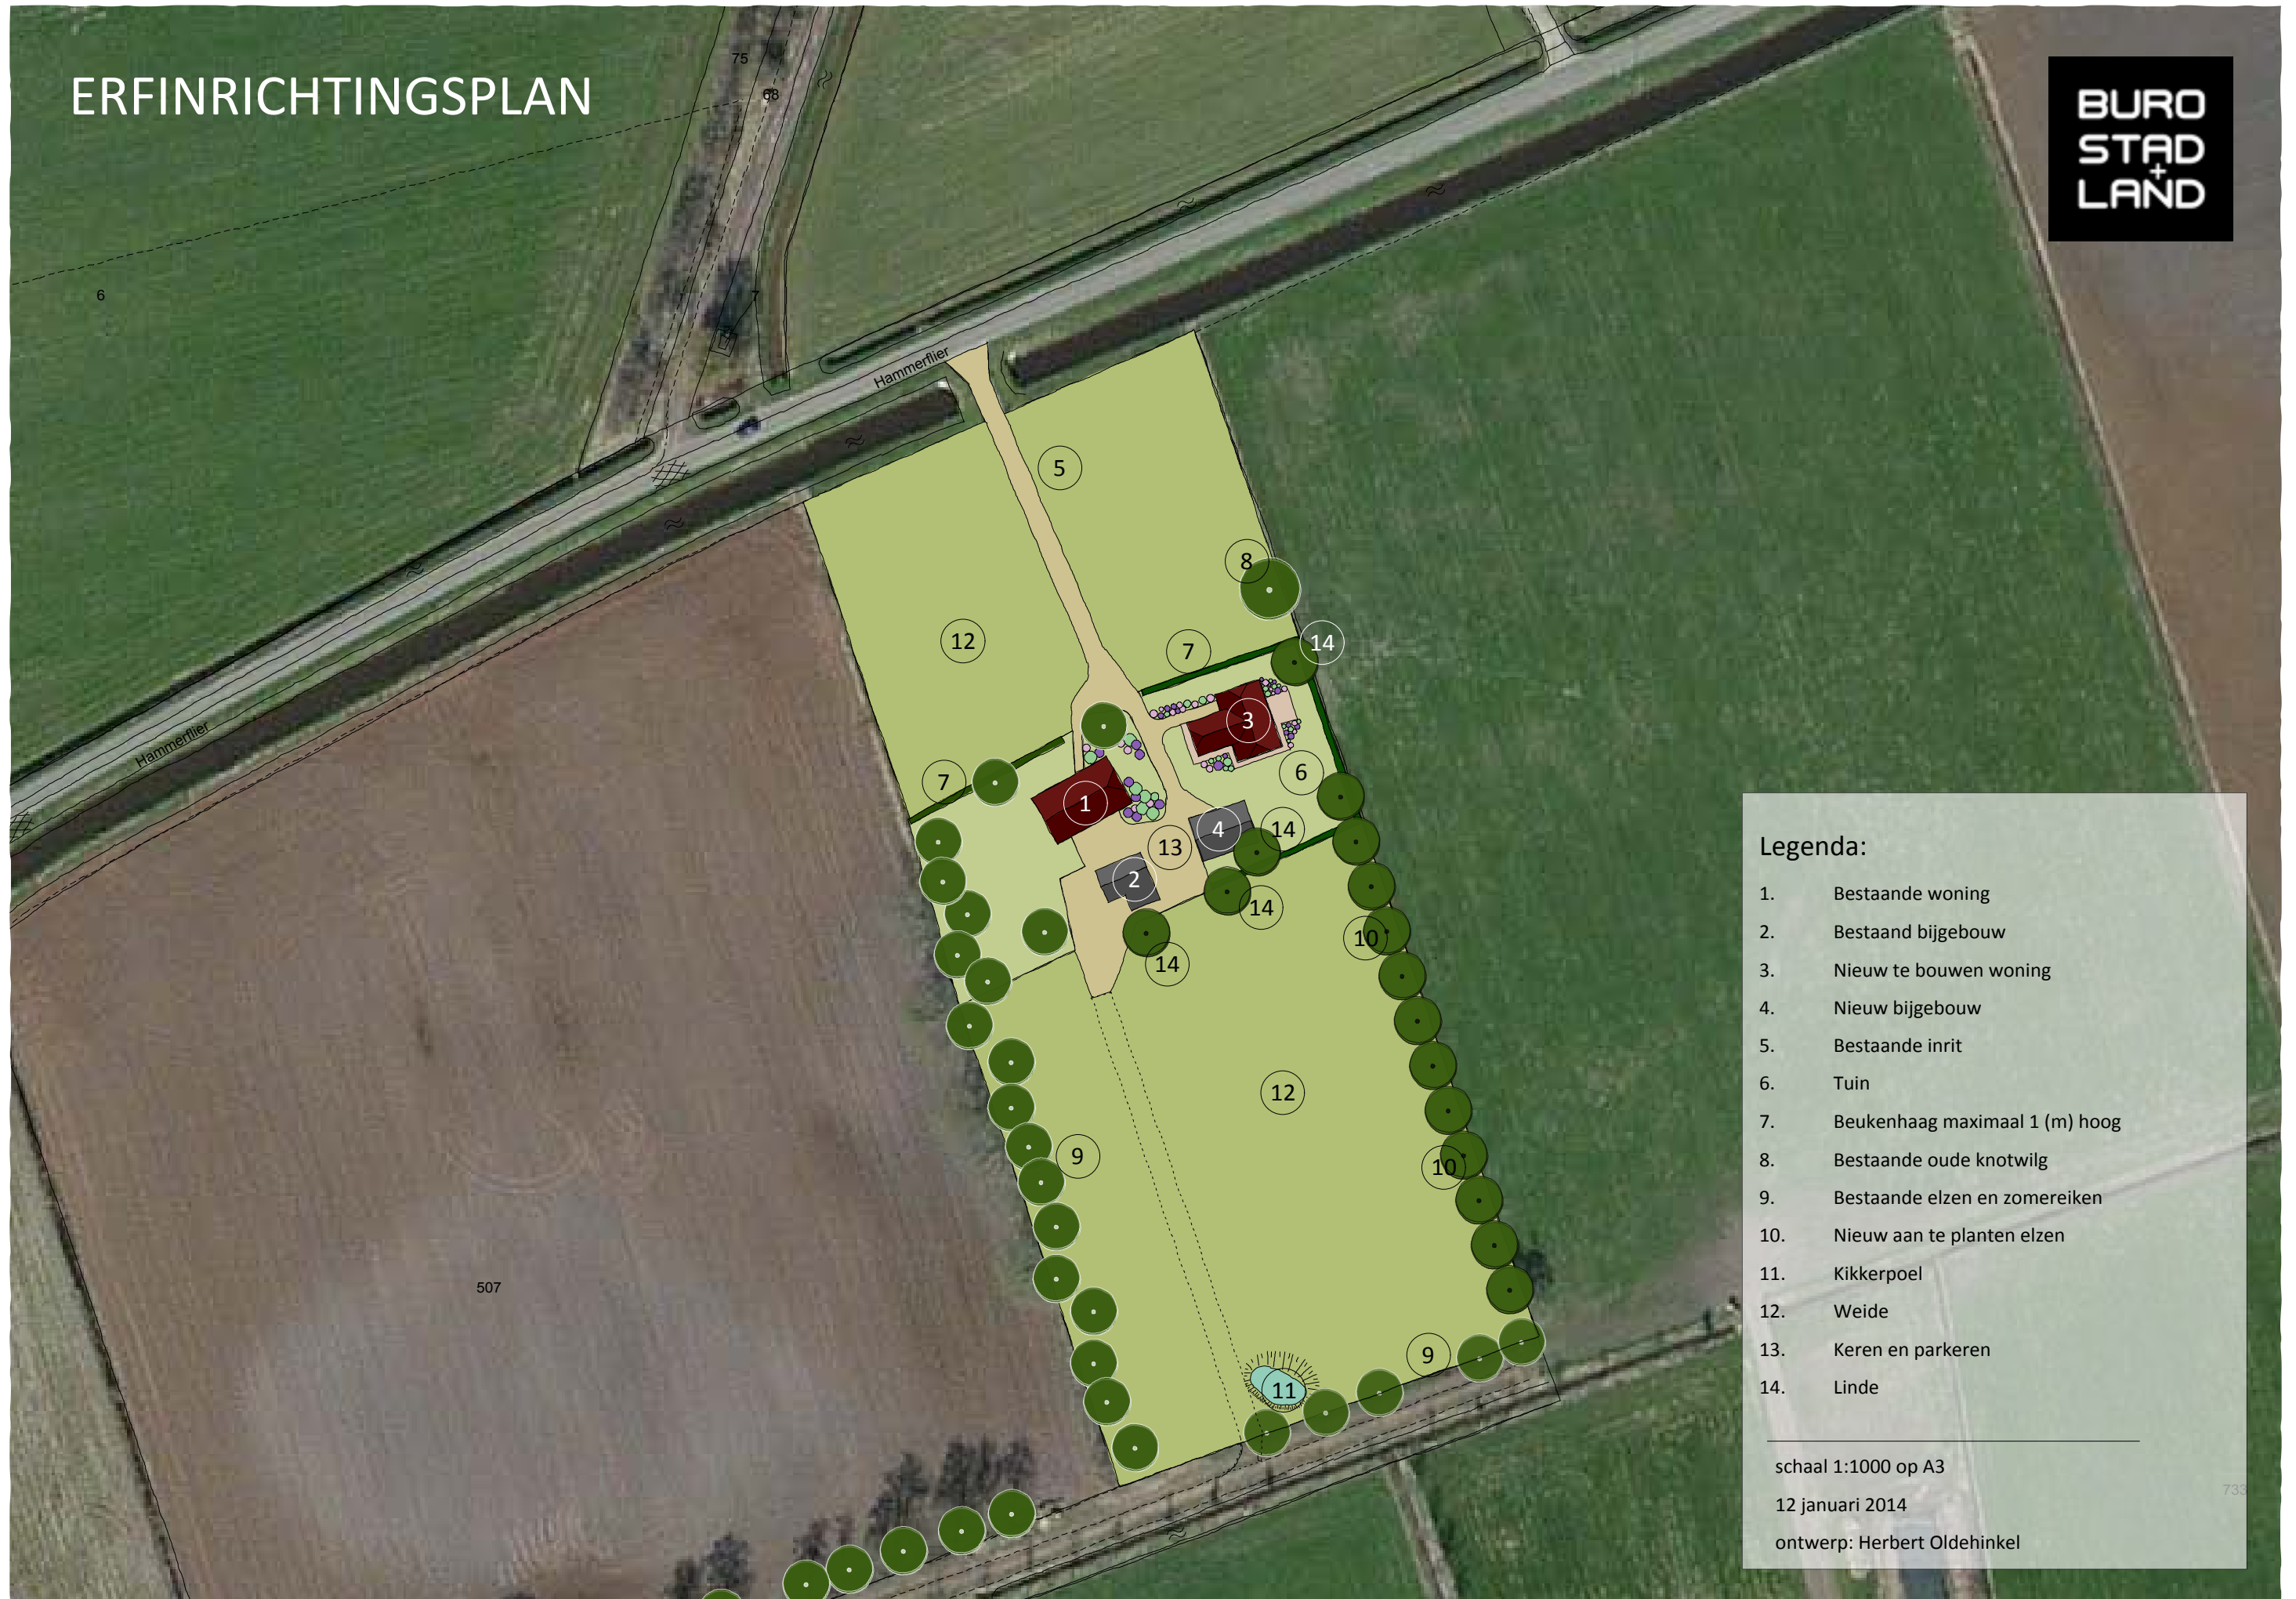 ERFINRICHTINGSPLAN
BURO
STAD
+
LAND
75
68
6
7
Hammerflier
Hammerflier
5
8
12
7
14
3
7
6
1
4
14
13
2
14
10
14
12
9
10
9
11
507
733
Legenda:
1. Bestaande woning
2. Bestaand bijgebouw
3. Nieuw te bouwen woning
4. Nieuw bijgebouw
5. Bestaande inrit
6. Tuin
7. Beukenhaag maximaal 1 (m) hoog
8. Bestaande oude knotwilg
9. Bestaande elzen en zomereiken
10. Nieuw aan te planten elzen
11. Kikkerpoel
12. Weide
13. Keren en parkeren
14. Linde
schaal 1:1000 op A3
12 januari 2014
ontwerp: Herbert Oldehinkel